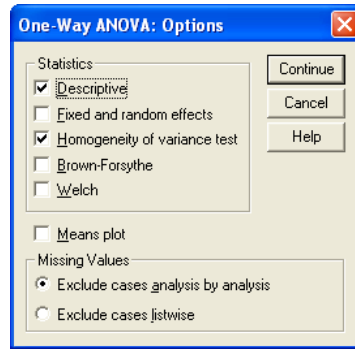 One-Way ANOVA: Options
Statistics
Descriptive
Fixed and random effects
Homogeneity of variance test
Brown-Forsythe
Welch
Continue
Cancel
Help
Means plot
Missing Values
Exclude cases analysis by analysis
Exclude cases listwise